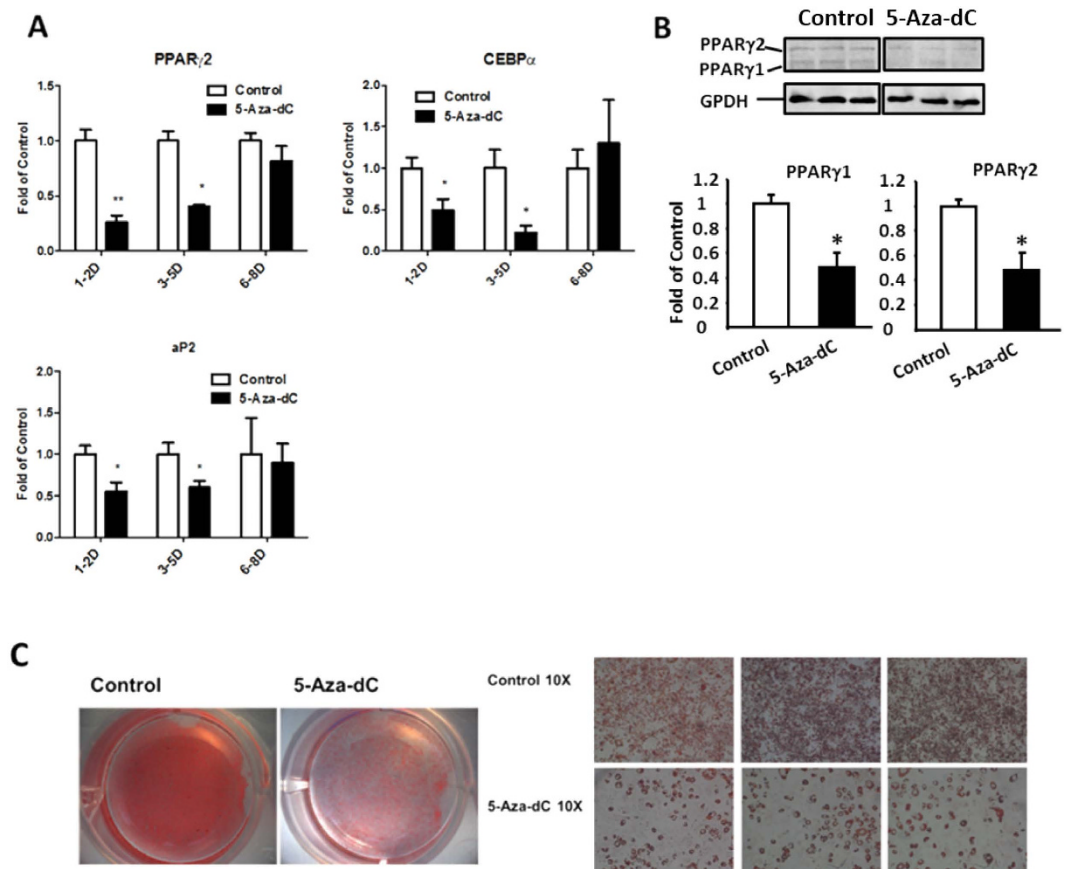 A
PPARγ2
Fold of Control
1.5
1.0
0.5
0.0
Control
5-Aza-dC
**
*
1-2D
3-5D
6-8D
CEBPα
Fold of Control
2.0
1.5
1.0
0.5
0.0
Control
5-Aza-dC
*
*
1-2D
3-5D
6-8D
aP2
Fold of Control
2.0
1.5
1.0
0.5
0.0
Control
5-Aza-dC
*
*
1-2D
3-5D
6-8D
B
Control 5-Aza-dC
PPARγ2
PPARγ1
GPDH
PPARγ1
Fold of Control
1.2
1
0.8
0.6
0.4
0.2
0
*
Control
5-Aza-dC
PPARγ2
1.2
1
0.8
0.6
0.4
0.2
0
*
Control
5-Aza-dC
C
Control
5-Aza-dC
Control 10X
5-Aza-dC 10X